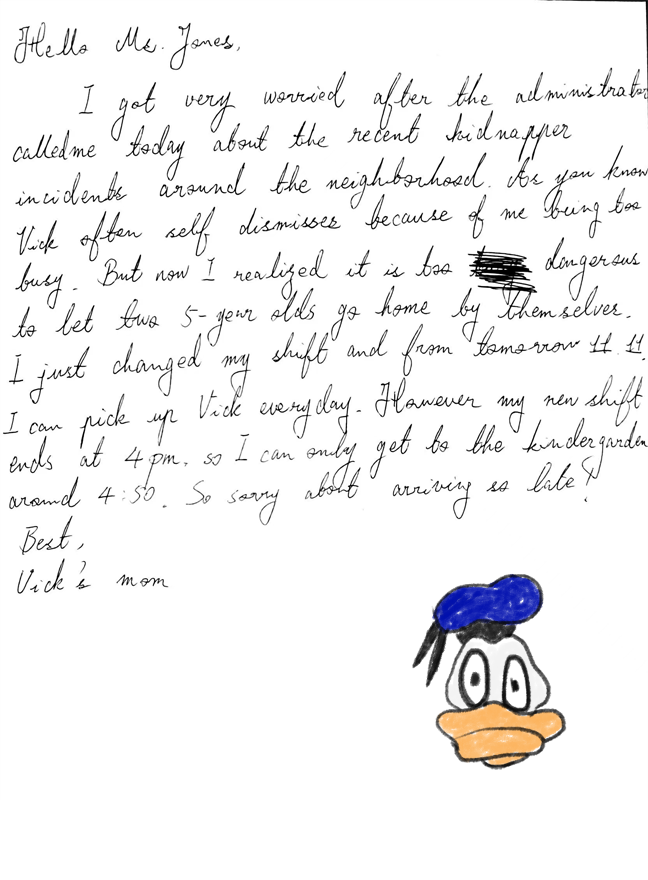 Hello Ms. Jones,
I got very worried after the administrator
calledme today about the recent kidnapper
incidents around the neighborhood. As you know
Vick often self dismisses because of me being too
busy. But now I realized it is too dangerous
to let two 5-year olds go home by themselves.
I just changed my shift and from tomorrow 11.11.
I can pick up Vick everyday. However my new shift
ends at 4pm. so I can only get to the kindergarden
around 4:50. So sorry about arriving so late!
Best,
Vick's mom